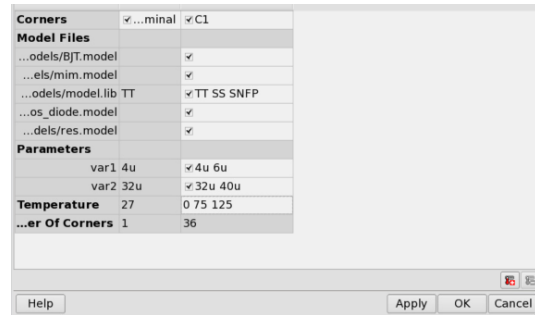 Corners ...minal C1
Model Files
...odels/BJT.model
...els/mim.model
...odels/model.lib TT TT SS SNFP
...os_diode.model
...dels/res.model
Parameters
var1 4u 4u 6u
var2 32u 32u 40u
Temperature 27 0 75 125
...er Of Corners 1 36
Help Apply OK Cancel